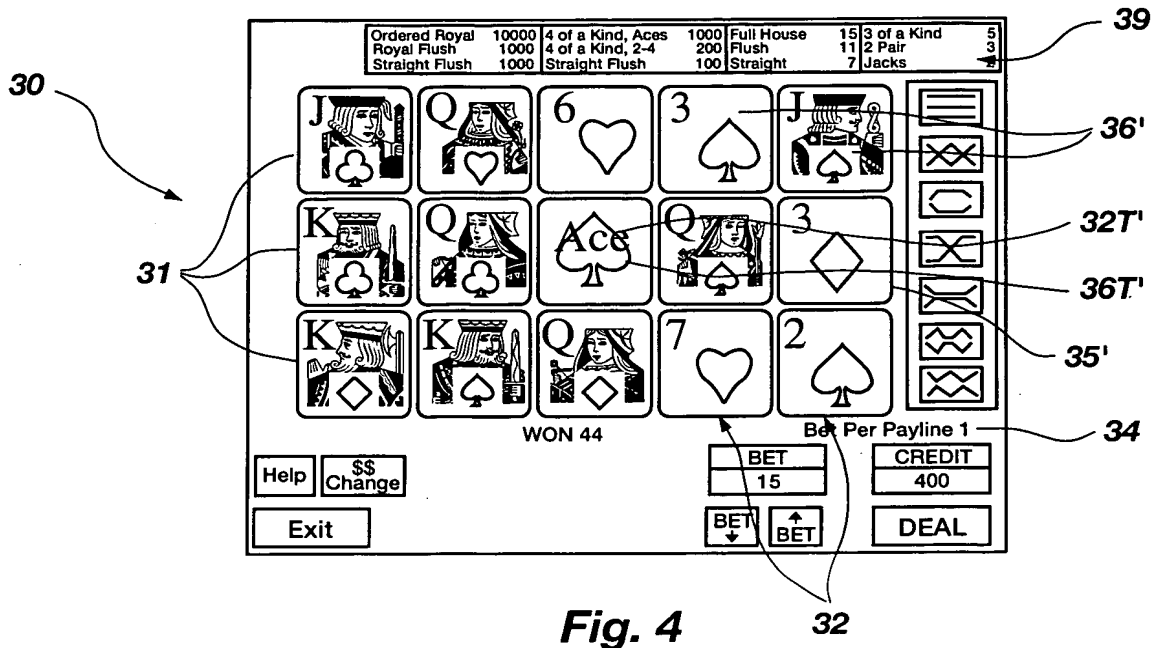 Ordered Royal 10000 4 of a Kind, Aces 1000 Full House 15 3 of a Kind 5
Royal Flush 1000 4 of a Kind, 2-4 200 Flush 11 2 Pair 3
Straight Flush 1000 Straight Flush 100 Straight 7 Jacks
39
30
J Q 6 3 J
36'
K Q Ace Q 3
32T'
31
36T'
K K Q 7 2
35'
WON 44
Bet Per Payline 1
34
Help
$$ Change
BET
15
CREDIT
400
Exit
BET
BET
DEAL
32
Fig. 4